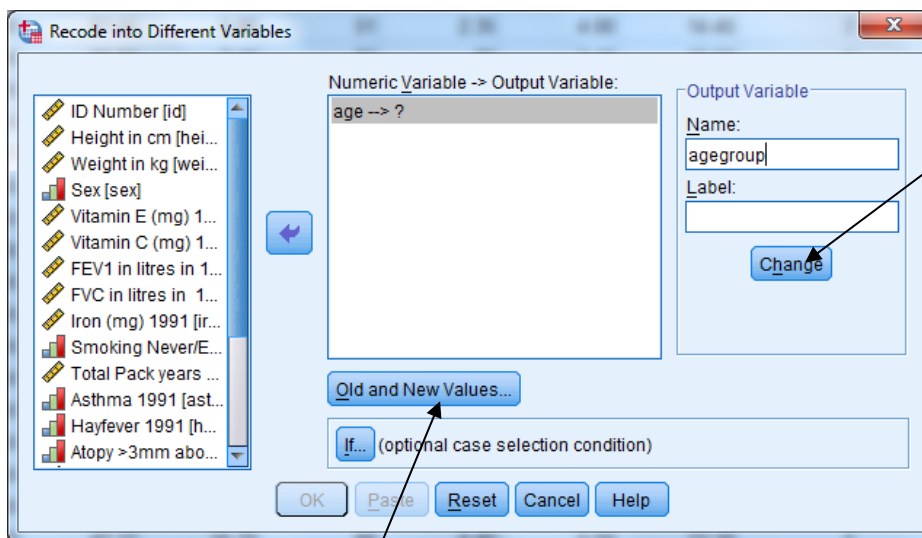 Recode into Different Variables
ID Number [id]
Height in cm [hei...
Weight in kg [wei...
Sex [sex]
Vitamin E (mg) 1...
Vitamin C (mg) 1...
FEV1 in litres in 1...
FVC in litres in 1...
Iron (mg) 1991 [ir...
Smoking Never/E...
Total Pack years ...
Asthma 1991 [ast...
Hayfever 1991 [h...
Atopy >3mm abo...
Numeric Variable -> Output Variable:
age --> ?
Output Variable
Name:
agegroup
Label:
Change
Old and New Values...
If... (optional case selection condition)
OK Paste Reset Cancel Help